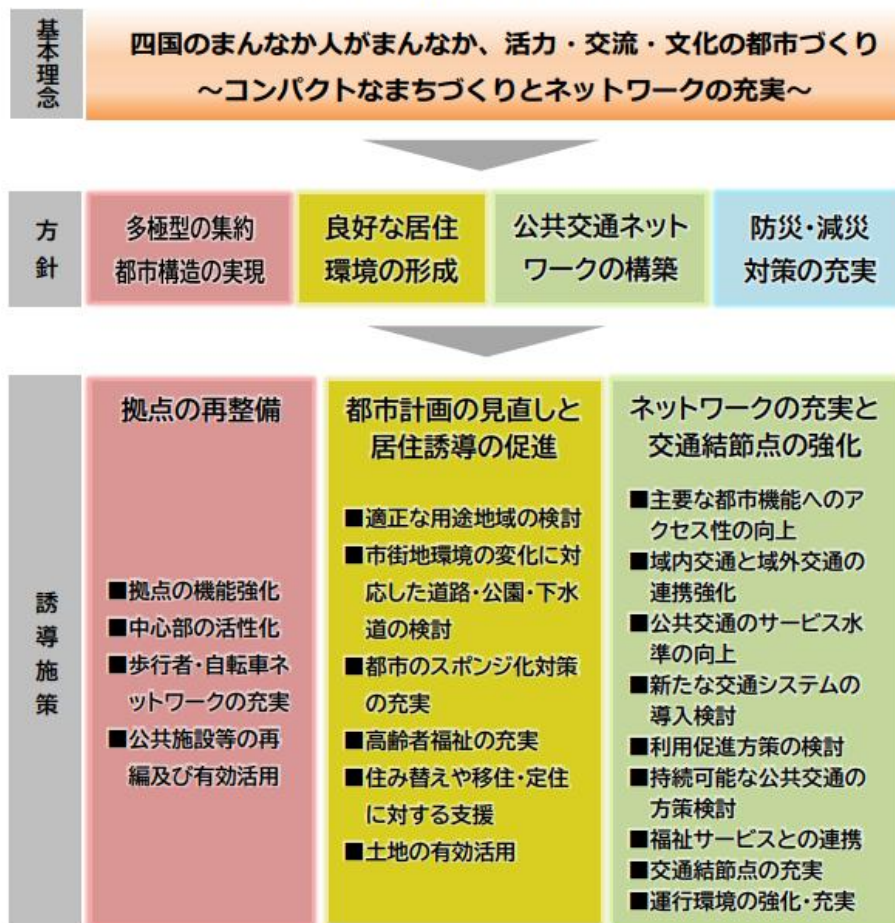 基本理念
四国のまんなか人がまんなか、活力・交流・文化の都市づくり
～コンパクトなまちづくりとネットワークの充実～
方針
多極型の集約
都市構造の実現
良好な居住
環境の形成
公共交通ネット
ワークの構築
防災・減災
対策の充実
誘導施策
拠点の再整備
■拠点の機能強化
■中心部の活性化
■歩行者・自転車ネ
ットワークの充実
■公共施設等の再
編及び有効活用
都市計画の見直しと
居住誘導の促進
■適正な用途地域の検討
■市街地環境の変化に対
応した道路・公園・下水
道の検討
■都市のスポンジ化対策
の充実
■高齢者福祉の充実
■住み替えや移住・定住
に対する支援
■土地の有効活用
ネットワークの充実と
交通結節点の強化
■主要な都市機能へのア
クセス性の向上
■域内交通と域外交通の
連携強化
■公共交通のサービス水
準の向上
■新たな交通システムの
導入検討
■利用促進方策の検討
■持続可能な公共交通の
方策検討
■福祉サービスとの連携
■交通結節点の充実
■運行環境の強化・充実